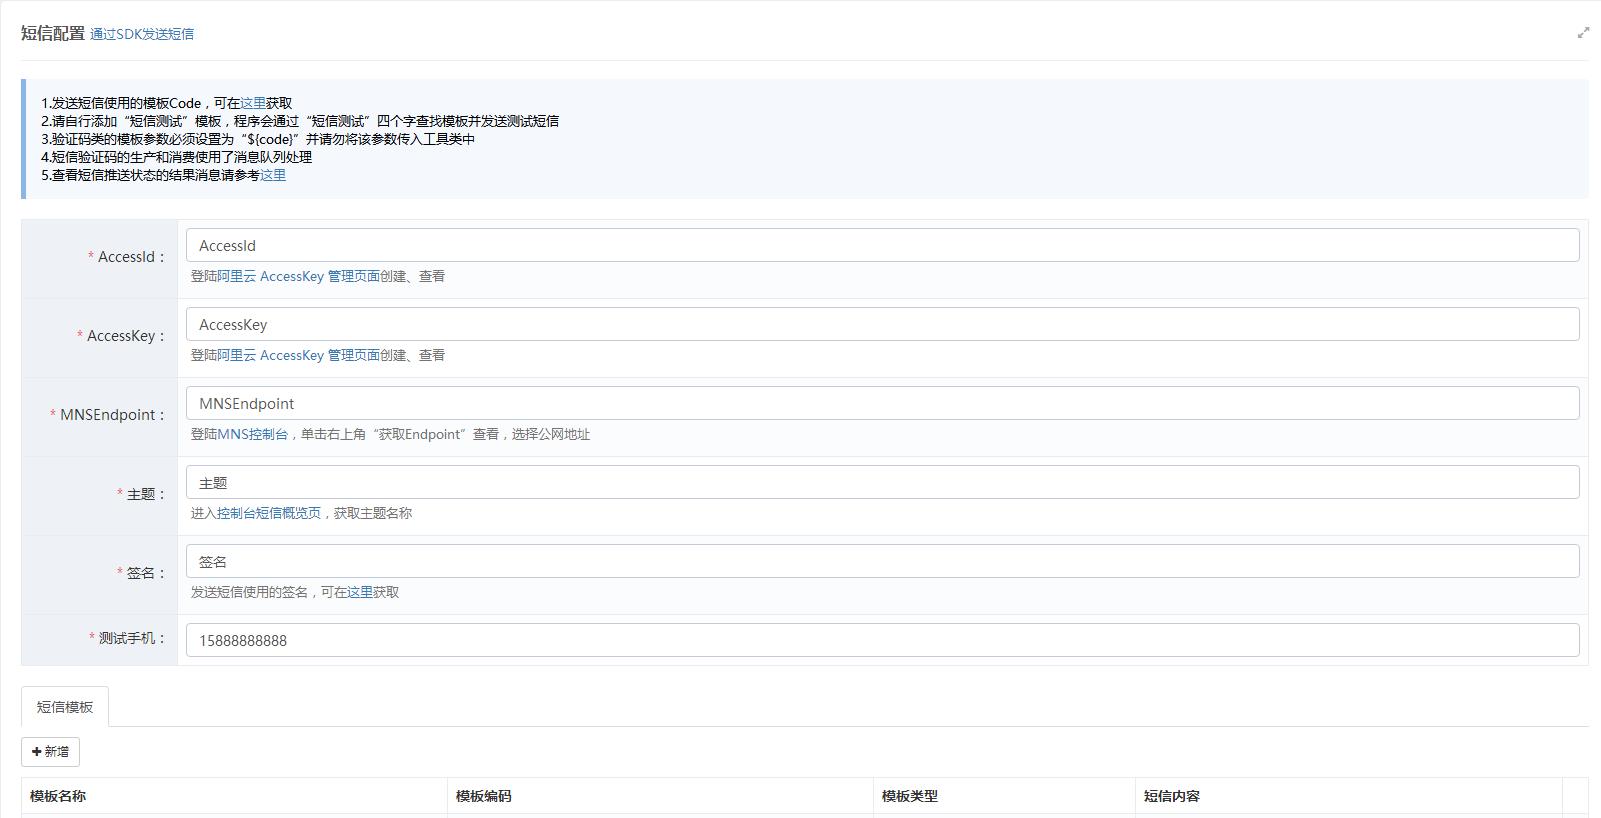 短信配置 通过SDK发送短信
1.发送短信使用的模板Code，可在这里获取
2.请自行添加“短信测试”模板，程序会通过“短信测试”四个字查找模板并发送测试短信
3.验证码类的模板参数必须设置为“${code}”并请勿将该参数传入工具类中
4.短信验证码的生产和消费使用了消息队列处理
5.查看短信推送状态的结果消息请参考这里
* AccessId： AccessId
登陆阿里云 AccessKey 管理页面创建、查看
* AccessKey： AccessKey
登陆阿里云 AccessKey 管理页面创建、查看
* MNSEndpoint： MNSEndpoint
登陆MNS控制台，单击右上角“获取Endpoint”查看，选择公网地址
* 主题： 主题
进入控制台短信概览页，获取主题名称
* 签名： 签名
发送短信使用的签名，可在这里获取
* 测试手机： 15888888888
短信模板
+ 新增
模板名称 模板编码 模板类型 短信内容